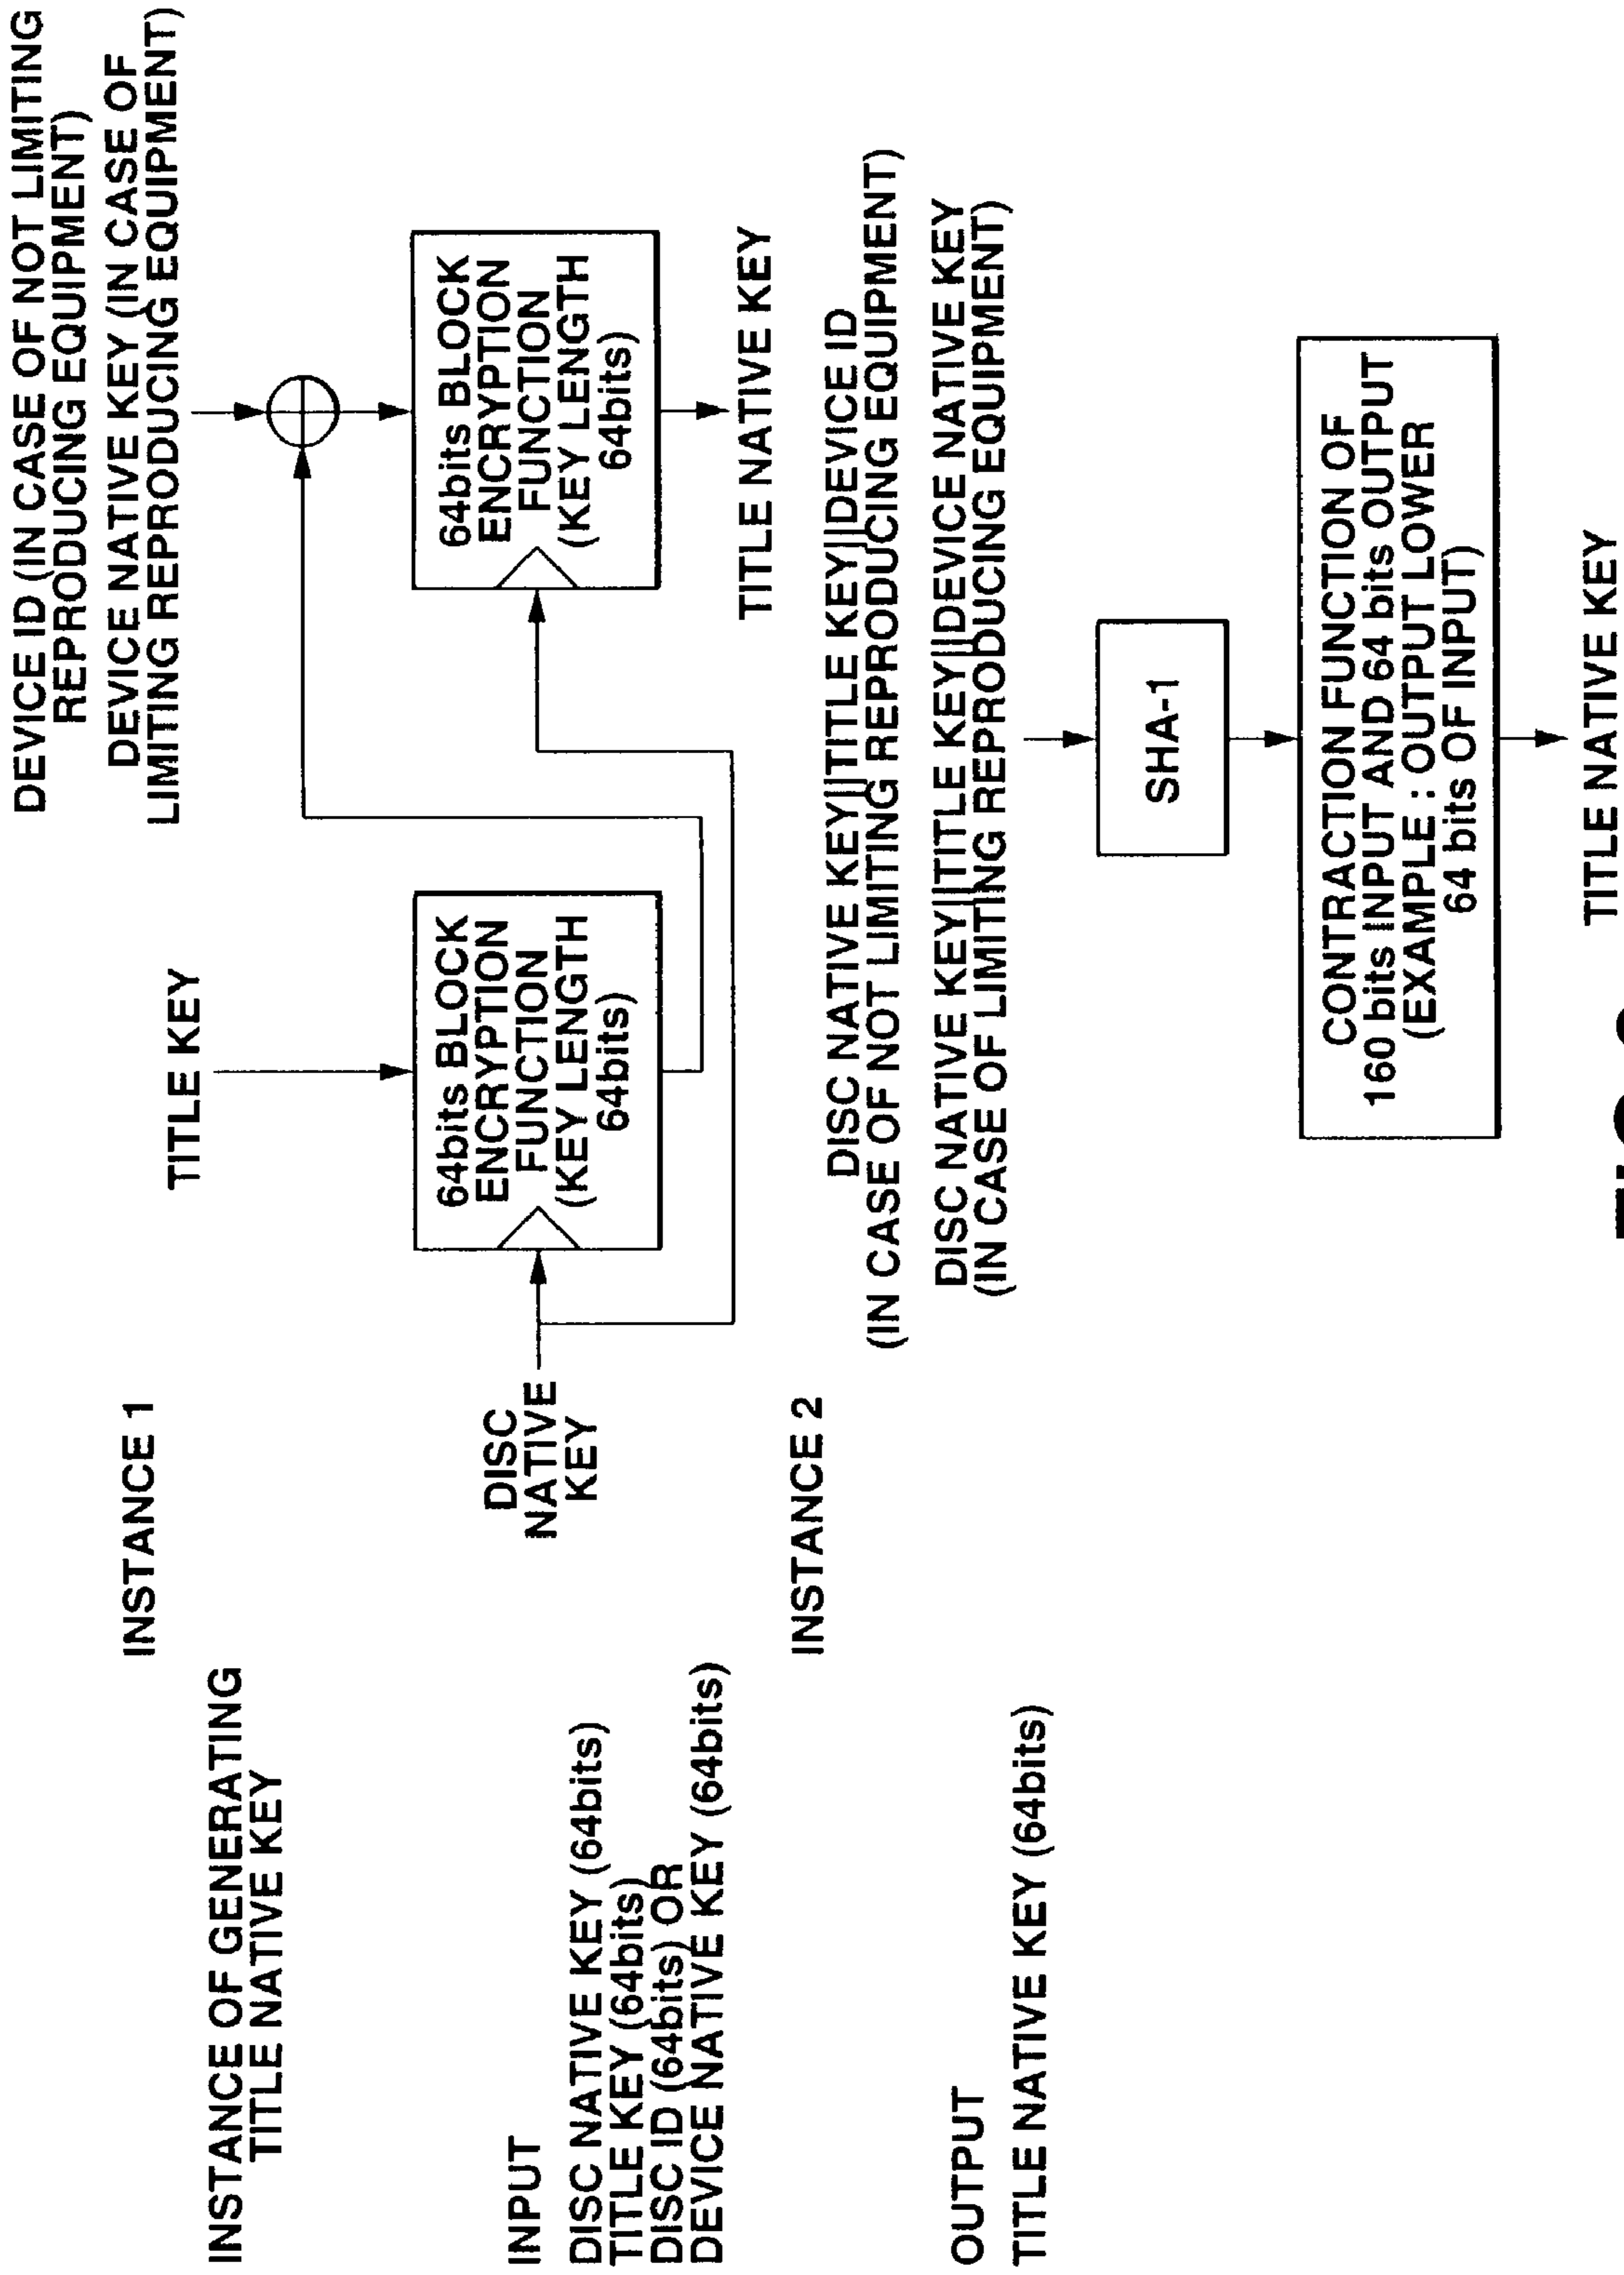 INSTANCE OF GENERATING
TITLE NATIVE KEY
INPUT
DISC NATIVE KEY (64bits)
TITLE KEY (64bits)
DISC ID (64bits) OR
DEVICE NATIVE KEY (64bits)
OUTPUT
TITLE NATIVE KEY (64bits)
INSTANCE 1
TITLE KEY
DISC
NATIVE
KEY
64bits BLOCK
ENCRYPTION
FUNCTION
(KEY LENGTH
64bits)
DEVICE ID (IN CASE OF NOT LIMITING
REPRODUCING EQUIPMENT)
DEVICE NATIVE KEY (IN CASE OF
LIMITING REPRODUCING EQUIPMENT)
64bits BLOCK
ENCRYPTION
FUNCTION
(KEY LENGTH
64bits)
TITLE NATIVE KEY
INSTANCE 2
DISC NATIVE KEY||TITLE KEY||DEVICE ID
(IN CASE OF NOT LIMITING REPRODUCING EQUIPMENT)
DISC NATIVE KEY||TITLE KEY||DEVICE NATIVE KEY
(IN CASE OF LIMITING REPRODUCING EQUIPMENT)
SHA-1
CONTRACTION FUNCTION OF
160 bits INPUT AND 64 bits OUTPUT
(EXAMPLE : OUTPUT LOWER
64 bits OF INPUT)
TITLE NATIVE KEY